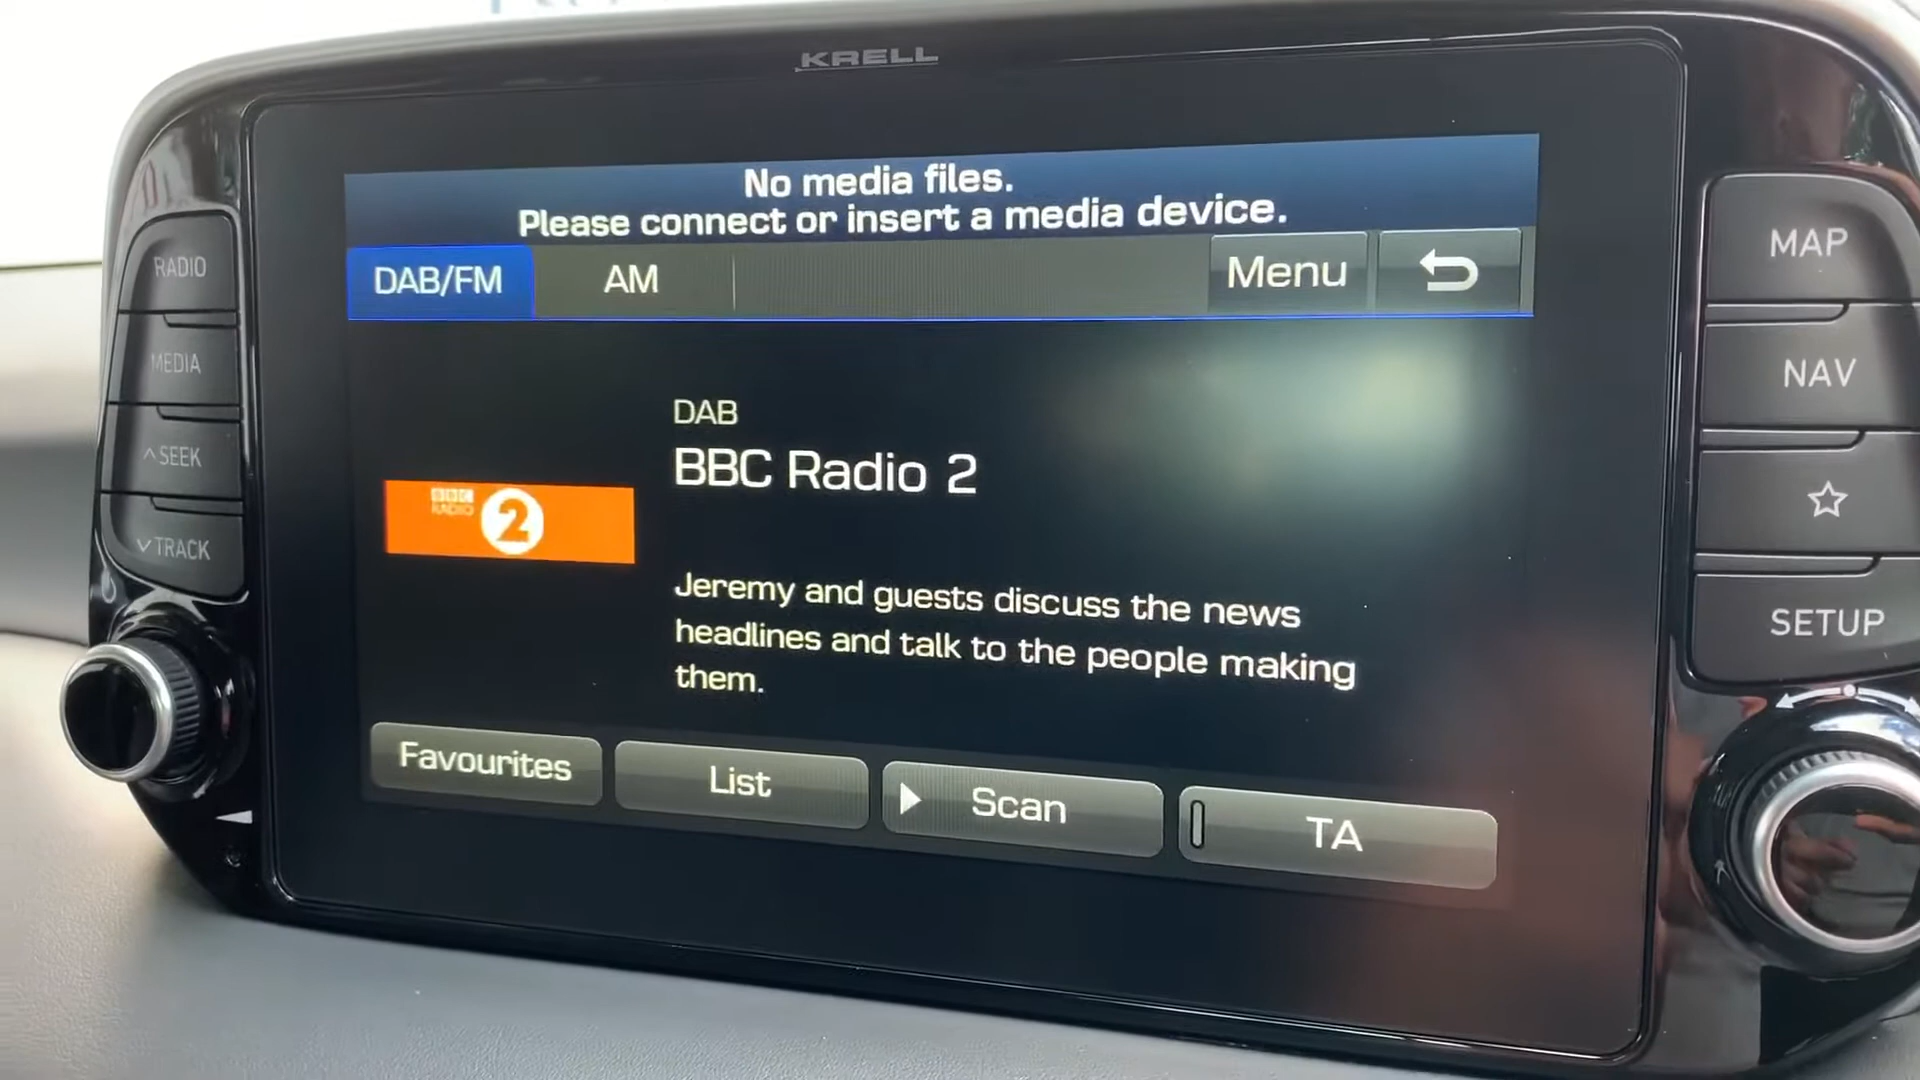 KRELL
No media files.
Please connect or insert a media device.
DAB/FM AM Menu
RADIO
MEDIA
SEEK
TRACK
DAB
BBC Radio 2
BBC
RADIO 2
Jeremy and guests discuss the news
headlines and talk to the people making
them.
Favourites List Scan TA
MAP
NAV
SETUP